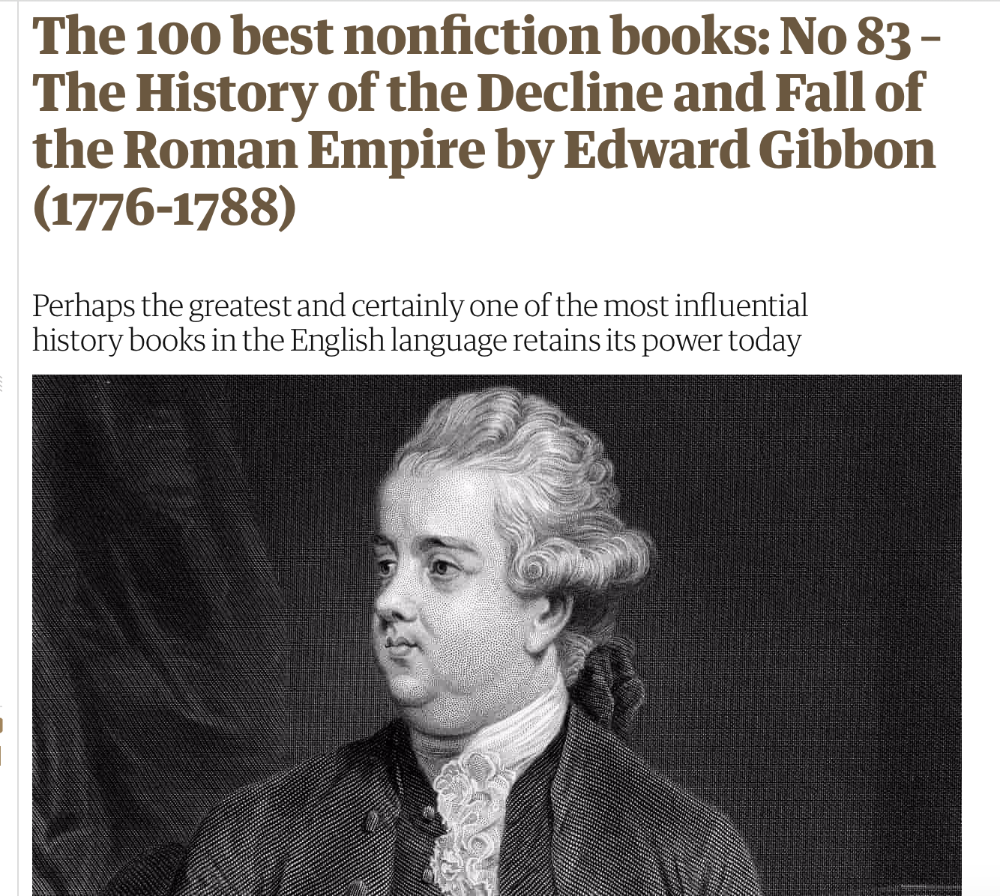 The 100 best nonfiction books: No 83 –
The History of the Decline and Fall of
the Roman Empire by Edward Gibbon
(1776-1788)
Perhaps the greatest and certainly one of the most influential
history books in the English language retains its power today